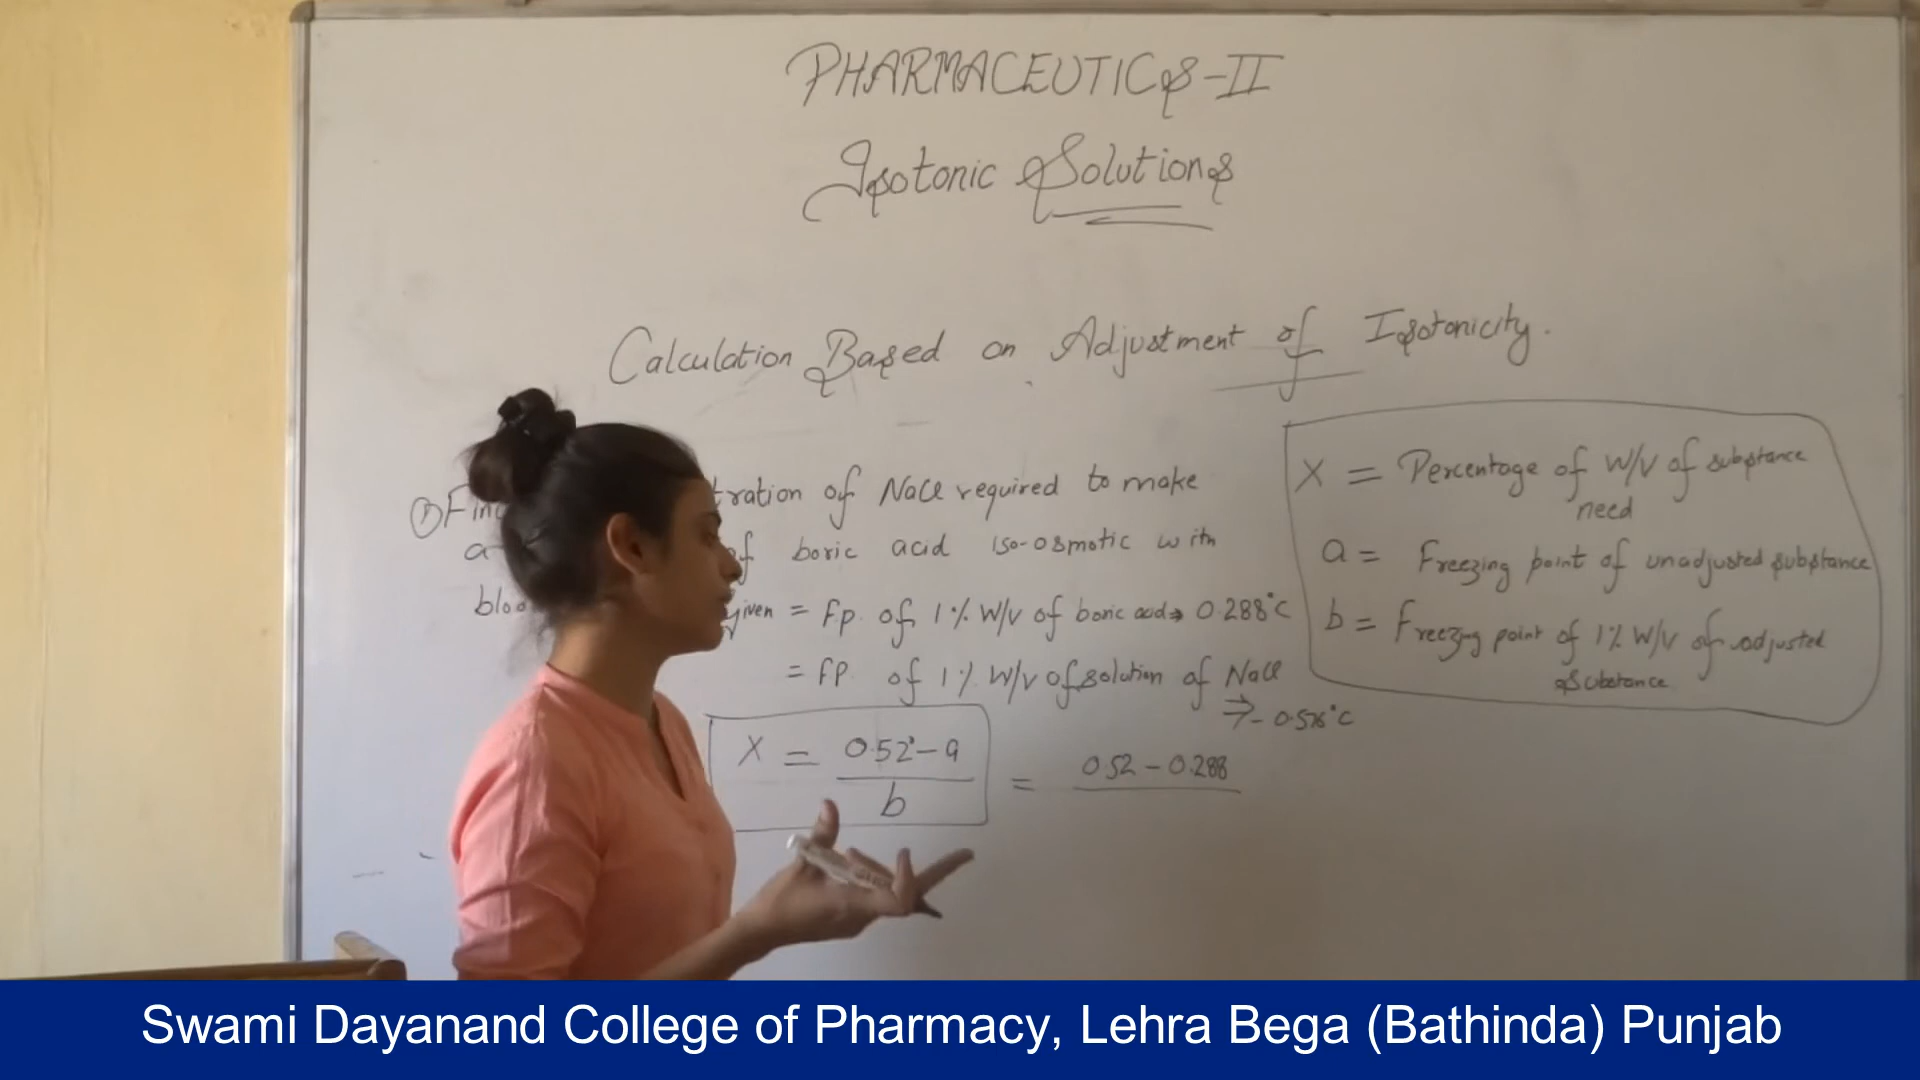 PHARMACEUTICS-II
Isotonic Solutions
Calculation Based on Adjustment of Isotonicity.
of NaCl required to make
a of boric acid iso-osmotic with
given = Fp. of 1% W/V of boric acid → 0.288°C
= FP. of 1% W/V of solution of NaCl
X = 0.52° - a / b = 0.52 - 0.288
X = Percentage of W/V of substance
need
a = Freezing point of unadjusted substance
b = Freezing point of 1% W/V of adjusted
Substance
Swami Dayanand College of Pharmacy, Lehra Bega (Bathinda) Punjab